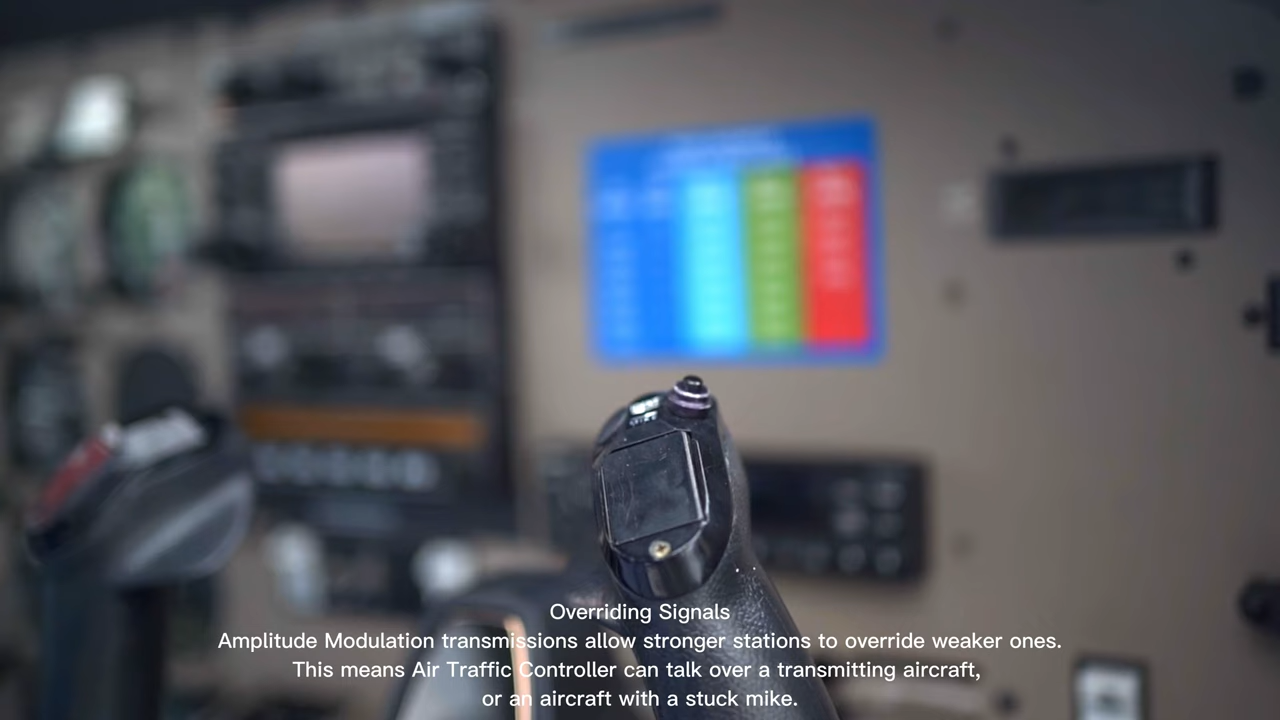 Overriding Signals
Amplitude Modulation transmissions allow stronger stations to override weaker ones.
This means Air Traffic Controller can talk over a transmitting aircraft,
or an aircraft with a stuck mike.